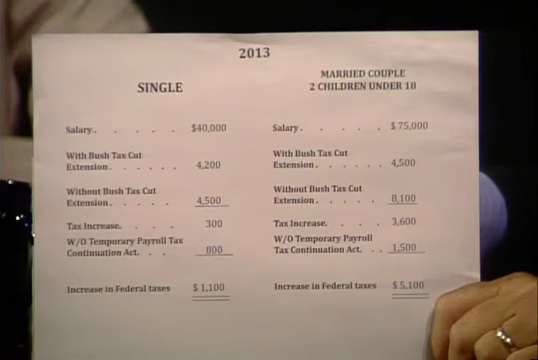 2013
SINGLE
Salary. . . . . $40,000
With Bush Tax Cut
Extension. . . . . . 4,200
Without Bush Tax Cut
Extension. . . . . 4,500
Tax Increase. . . . 300
W/O Temporary Payroll Tax
Continuation Act. . . 800
Increase in Federal taxes $ 1,100
MARRIED COUPLE
2 CHILDREN UNDER 10
Salary. . . . . $ 75,000
With Bush Tax Cut
Extension. . . . . . 4,500
Without Bush Tax Cut
Extension. . . . . 8,100
Tax Increase. . . . 3,600
W/O Temporary Payroll
Tax Continuation Act. . . 1,500
Increase in Federal taxes $ 5,100